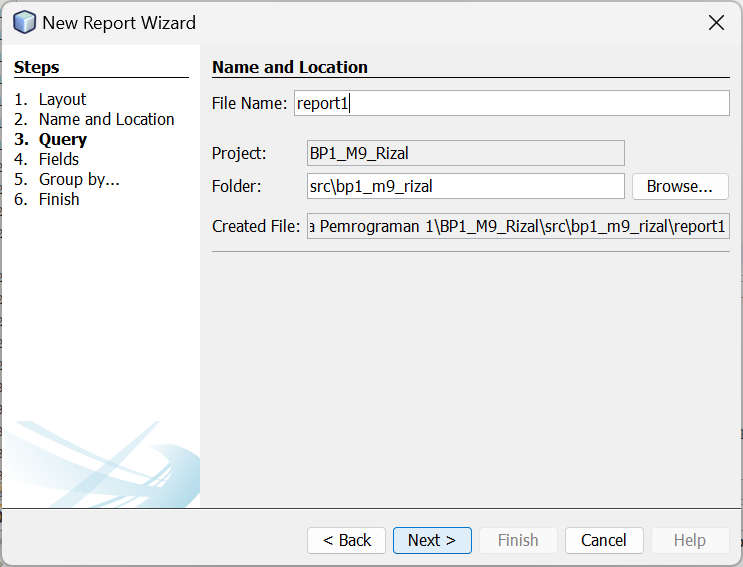 New Report Wizard
Steps
1. Layout
2. Name and Location
3. Query
4. Fields
5. Group by...
6. Finish
Name and Location
File Name: report1
Project: BP1_M9_Rizal
Folder: src\bp1_m9_rizal Browse...
Created File: a Pemrograman 1\BP1_M9_Rizal\src\bp1_m9_rizal\report1
< Back Next > Finish Cancel Help